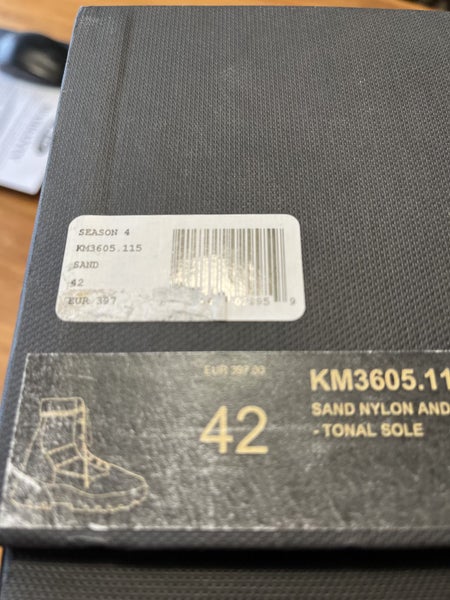 SEASON 4
KM3605.115
SAND
42
EUR 397
9
EUR 397.00
42
KM3605.11
SAND NYLON AND
- TONAL SOLE